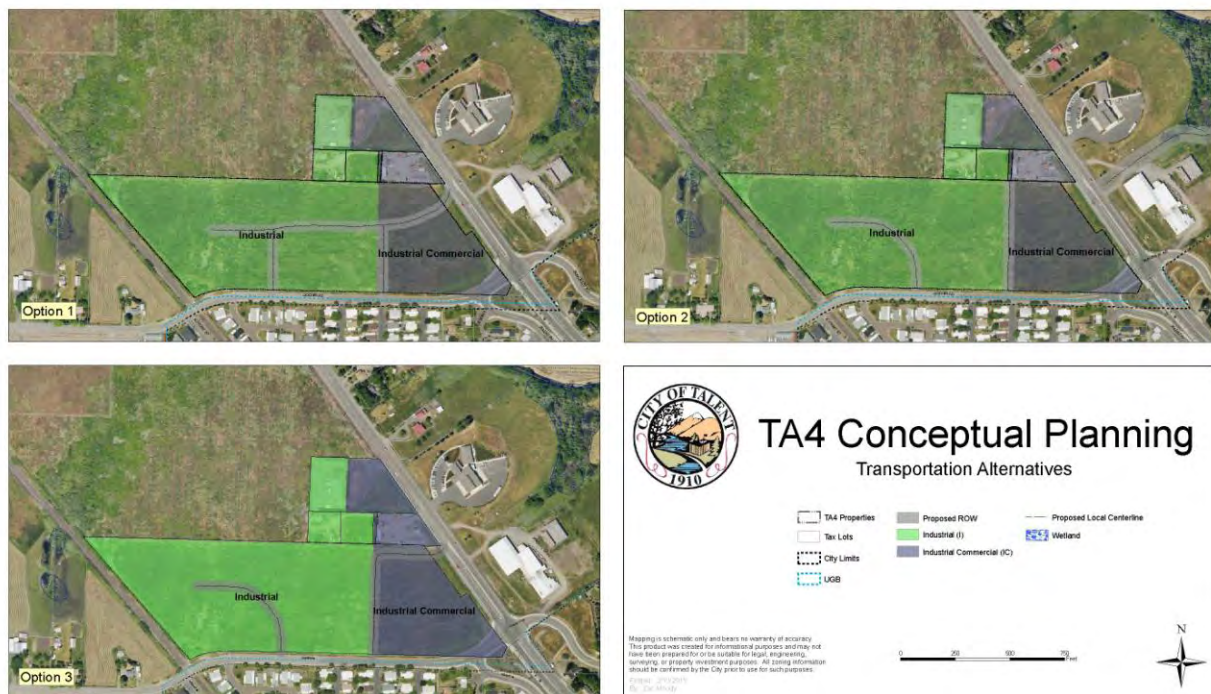 Industrial
Industrial Commercial
Option 1
Industrial
Industrial Commercial
Option 2
Industrial
Industrial Commercial
Option 3
CITY OF TALENT
1910
TA4 Conceptual Planning
Transportation Alternatives
TA4 Properties
Tax Lots
City Limits
UGB
Proposed ROW
Industrial (I)
Industrial Commercial (IC)
Proposed Local Centerline
Wetland
Mapping is schematic only and bears no warranty of accuracy.
This product was created for informational purposes and may not
have been prepared for or be suitable for legal, engineering,
surveying, or property investment purposes. All zoning information
should be confirmed by the City prior to use for such purposes.
0 250 500 750
Feet
N